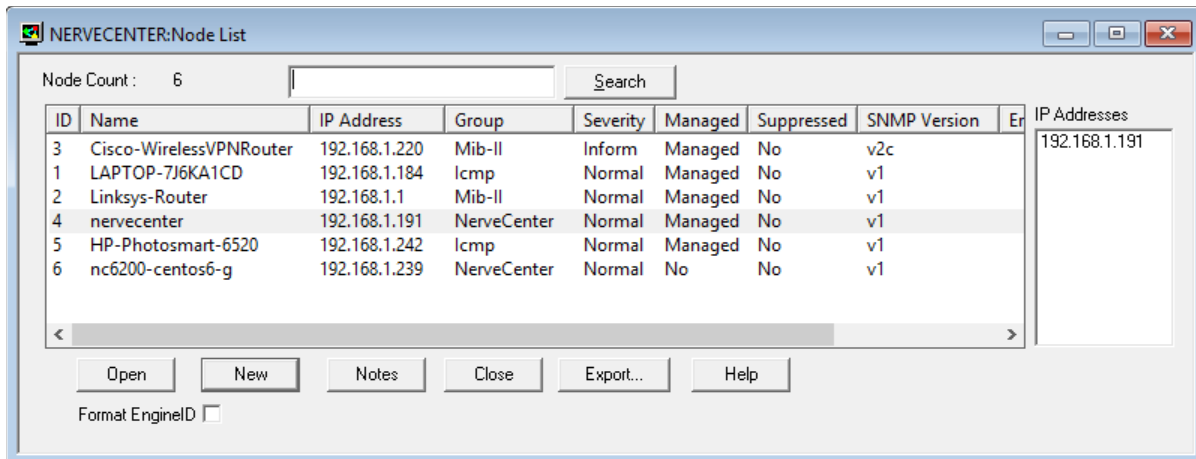 NERVECENTER:Node List
Node Count : 6 Search
ID Name IP Address Group Severity Managed Suppressed SNMP Version Er IP Addresses
3 Cisco-WirelessVPNRouter 192.168.1.220 Mib-II Inform Managed No v2c 192.168.1.191
1 LAPTOP-7J6KA1CD 192.168.1.184 Icmp Normal Managed No v1
2 Linksys-Router 192.168.1.1 Mib-II Normal Managed No v1
4 nervecenter 192.168.1.191 NerveCenter Normal Managed No v1
5 HP-Photosmart-6520 192.168.1.242 Icmp Normal Managed No v1
6 nc6200-centos6-g 192.168.1.239 NerveCenter Normal No No v1
Open New Notes Close Export... Help
Format EngineID